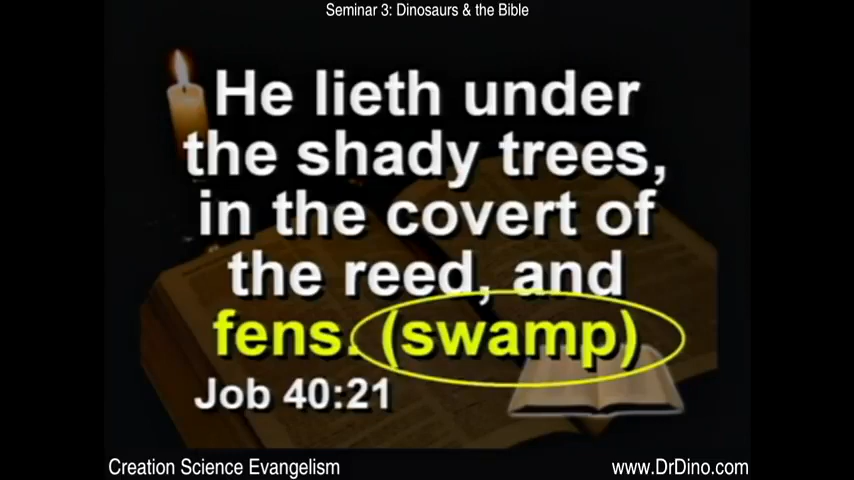 Seminar 3: Dinosaurs & the Bible
He lieth under
the shady trees,
in the covert of
the reed, and
fens. (swamp)
Job 40:21
Creation Science Evangelism
www.DrDino.com